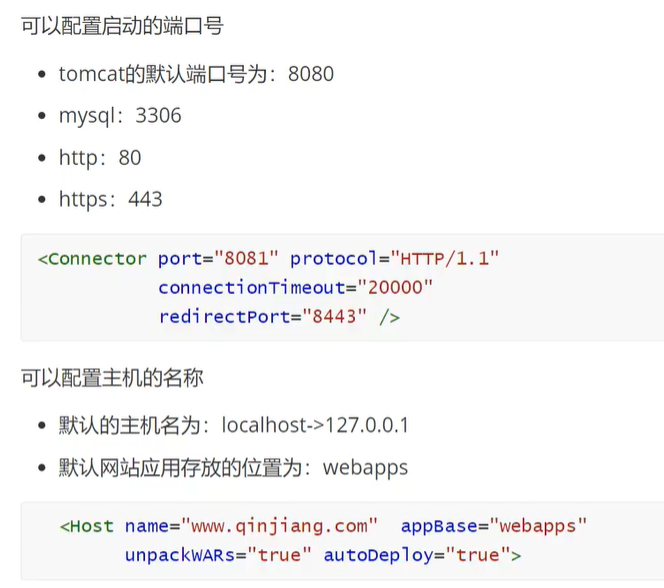 可以配置启动的端口号
tomcat的默认端口号为：8080
mysql：3306
http：80
https：443
<Connector port="8081" protocol="HTTP/1.1"
connectionTimeout="20000"
redirectPort="8443" />
可以配置主机的名称
默认的主机名为：localhost->127.0.0.1
默认网站应用存放的位置为：webapps
<Host name="www.qinjiang.com"  appBase="webapps"
unpackWARs="true" autoDeploy="true">